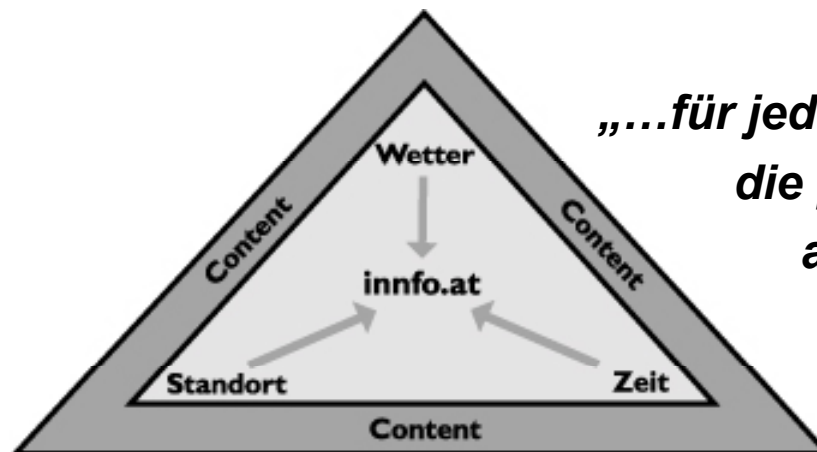 „…für jed
Wetter
die
Content
Content
a
innfo.at
Standort
Zeit
Content